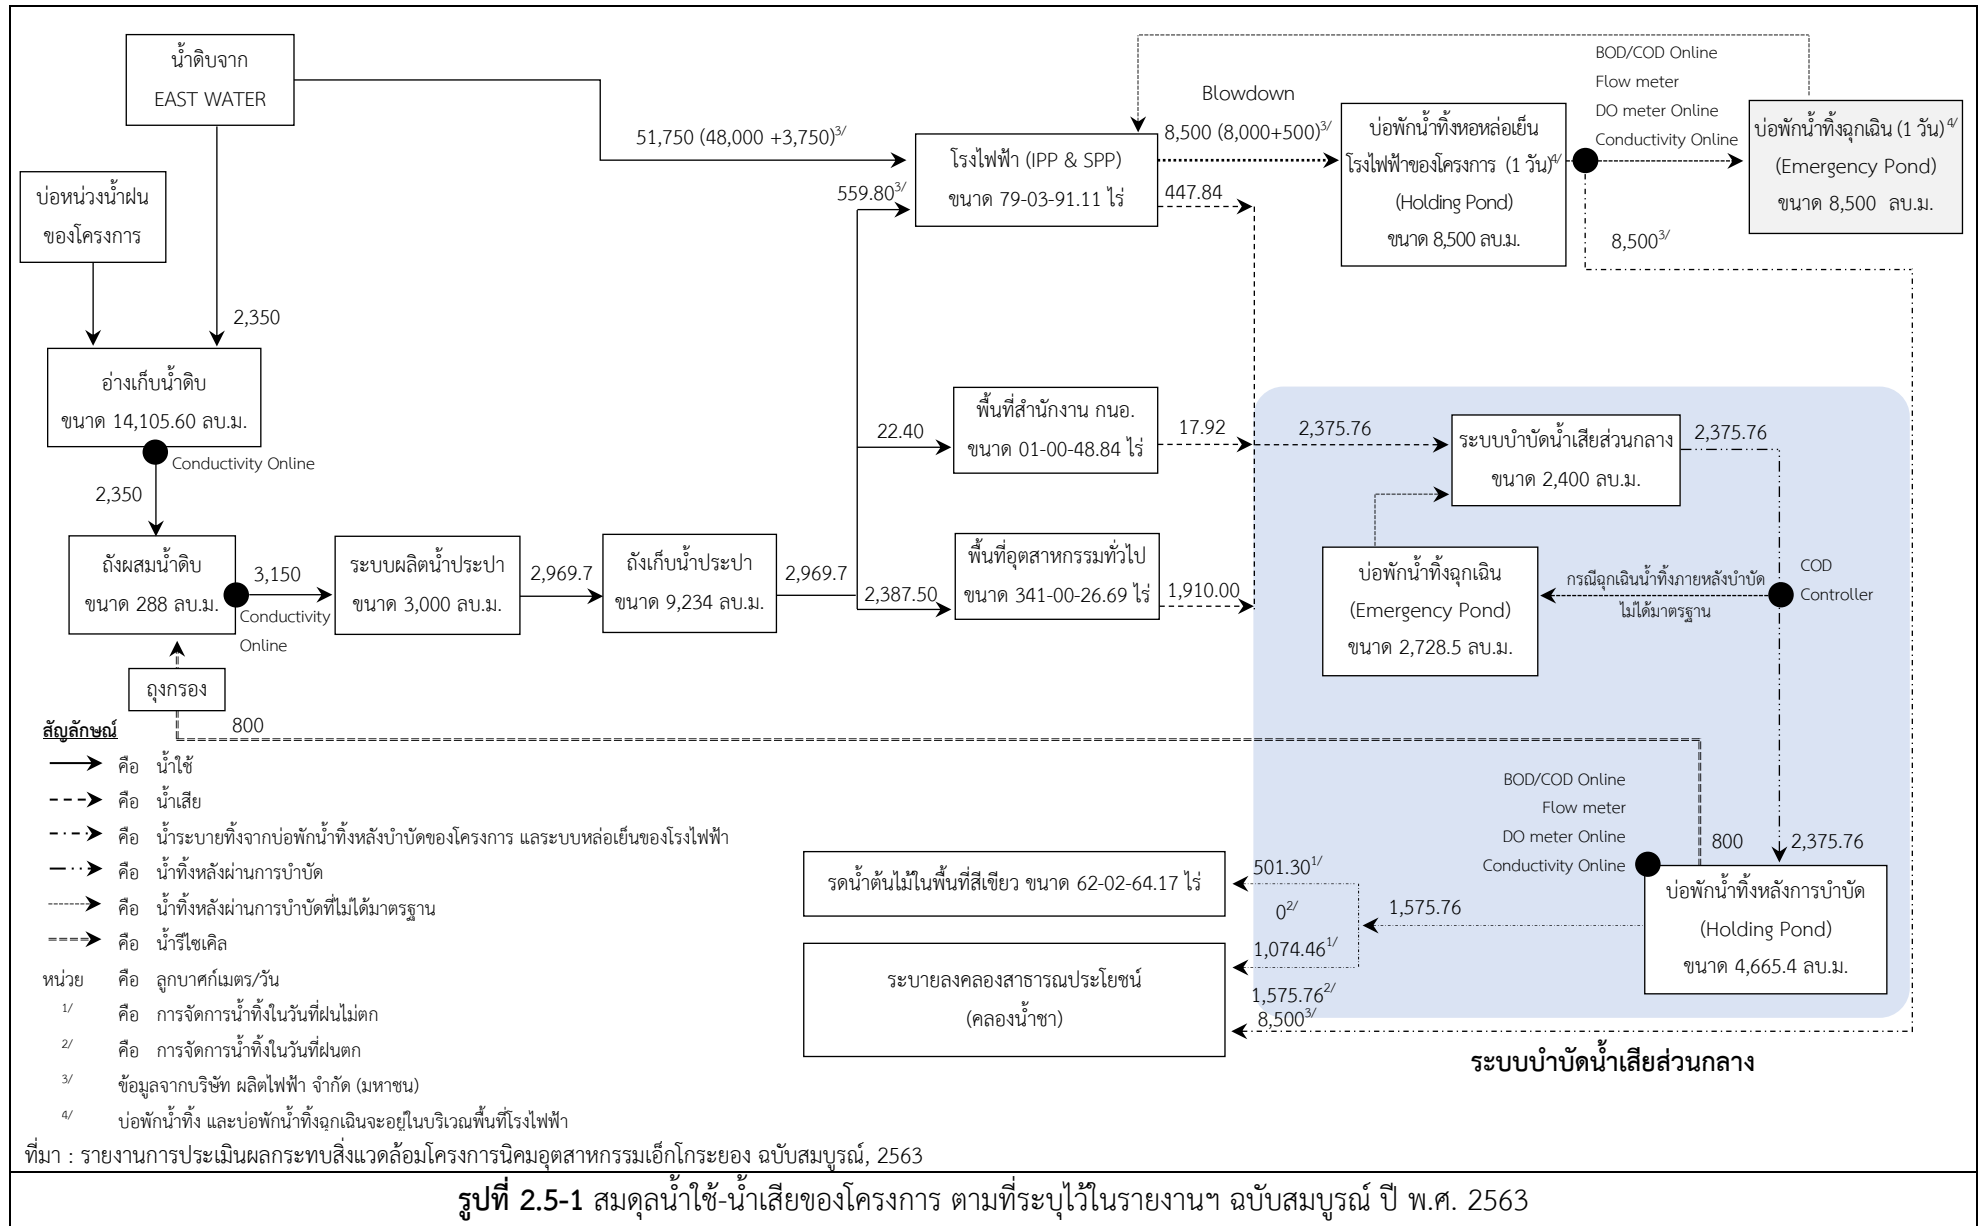 น้ำดิบจาก
EAST WATER
บ่อหน่วงน้ำฝน
ของโครงการ
2,350
อ่างเก็บน้ำดิบ
ขนาด 14,105.60 ลบ.ม.
Conductivity Online
2,350
ถังผสมน้ำดิบ
ขนาด 288 ลบ.ม.
3,150
Conductivity
Online
ถุงกรอง
800
ระบบผลิตน้ำประปา
ขนาด 3,000 ลบ.ม.
2,969.7
ถังเก็บน้ำประปา
ขนาด 9,234 ลบ.ม.
2,969.7
51,750 (48,000 +3,750)3/
559.803/
22.40
2,387.50
โรงไฟฟ้า (IPP & SPP)
ขนาด 79-03-91.11 ไร่
พื้นที่สำนักงาน กนอ.
ขนาด 01-00-48.84 ไร่
พื้นที่อุตสาหกรรมทั่วไป
ขนาด 341-00-26.69 ไร่
Blowdown
8,500 (8,000+500)3/
447.84
17.92
1,910.00
บ่อพักน้ำทิ้งหอหล่อเย็น
โรงไฟฟ้าของโครงการ (1 วัน)4/
(Holding Pond)
ขนาด 8,500 ลบ.ม.
BOD/COD Online
Flow meter
DO meter Online
Conductivity Online
8,5003/
บ่อพักน้ำทิ้งฉุกเฉิน (1 วัน)4/
(Emergency Pond)
ขนาด 8,500 ลบ.ม.
2,375.76
ระบบบำบัดน้ำเสียส่วนกลาง
ขนาด 2,400 ลบ.ม.
2,375.76
บ่อพักน้ำทิ้งฉุกเฉิน
(Emergency Pond)
ขนาด 2,728.5 ลบ.ม.
กรณีฉุกเฉินน้ำทิ้งภายหลังบำบัด
ไม่ได้มาตรฐาน
COD
Controller
BOD/COD Online
Flow meter
DO meter Online
Conductivity Online
800
2,375.76
บ่อพักน้ำทิ้งหลังการบำบัด
(Holding Pond)
ขนาด 4,665.4 ลบ.ม.
1,575.76
501.301/
02/
1,074.461/
1,575.762/
8,5003/
รดน้ำต้นไม้ในพื้นที่สีเขียว ขนาด 62-02-64.17 ไร่
ระบายลงคลองสาธารณประโยชน์
(คลองน้ำชา)
ระบบบำบัดน้ำเสียส่วนกลาง
สัญลักษณ์
คือ น้ำใช้
คือ น้ำเสีย
คือ น้ำระบายทิ้งจากบ่อพักน้ำทิ้งหลังบำบัดของโครงการ แลระบบหล่อเย็นของโรงไฟฟ้า
คือ น้ำทิ้งหลังผ่านการบำบัด
คือ น้ำทิ้งหลังผ่านการบำบัดที่ไม่ได้มาตรฐาน
คือ น้ำรีไซเคิล
หน่วย คือ ลูกบาศก์เมตร/วัน
1/ คือ การจัดการน้ำทิ้งในวันที่ฝนไม่ตก
2/ คือ การจัดการน้ำทิ้งในวันที่ฝนตก
3/ ข้อมูลจากบริษัท ผลิตไฟฟ้า จำกัด (มหาชน)
4/ บ่อพักน้ำทิ้ง และบ่อพักน้ำทิ้งฉุกเฉินจะอยู่ในบริเวณพื้นที่โรงไฟฟ้า
ที่มา : รายงานการประเมินผลกระทบสิ่งแวดล้อมโครงการนิคมอุตสาหกรรมเอ็กโกระยอง ฉบับสมบูรณ์, 2563
รูปที่ 2.5-1 สมดุลน้ำใช้-น้ำเสียของโครงการ ตามที่ระบุไว้ในรายงานฯ ฉบับสมบูรณ์ ปี พ.ศ. 2563